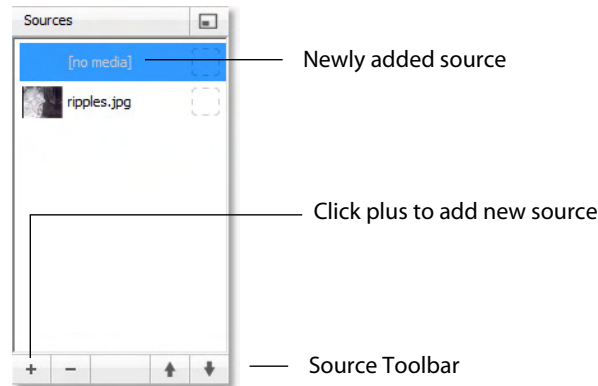 Sources
[no media]
Newly added source
ripples.jpg
Click plus to add new source
+ −
Source Toolbar